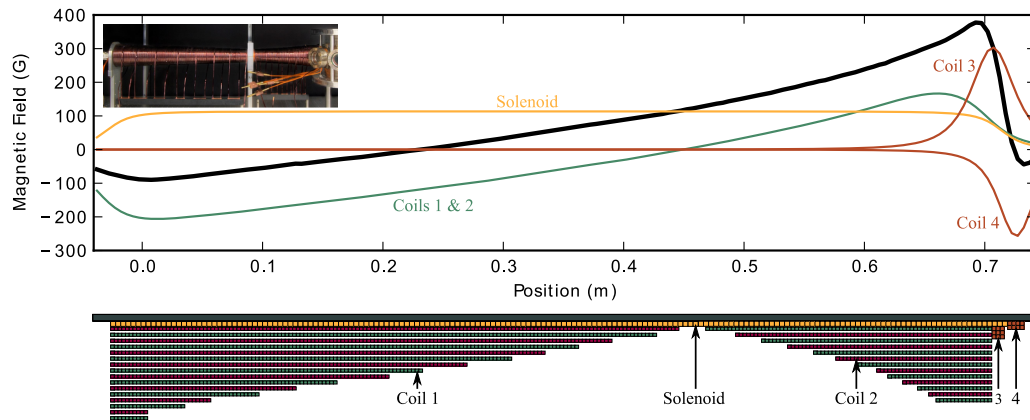 400
300
200
100
0
−100
−200
−300
Magnetic Field (G)
Solenoid
Coil 3
Coils 1 & 2
Coil 4
0.0 0.1 0.2 0.3 0.4 0.5 0.6 0.7
Position (m)
Coil 1 Solenoid Coil 2 3 4